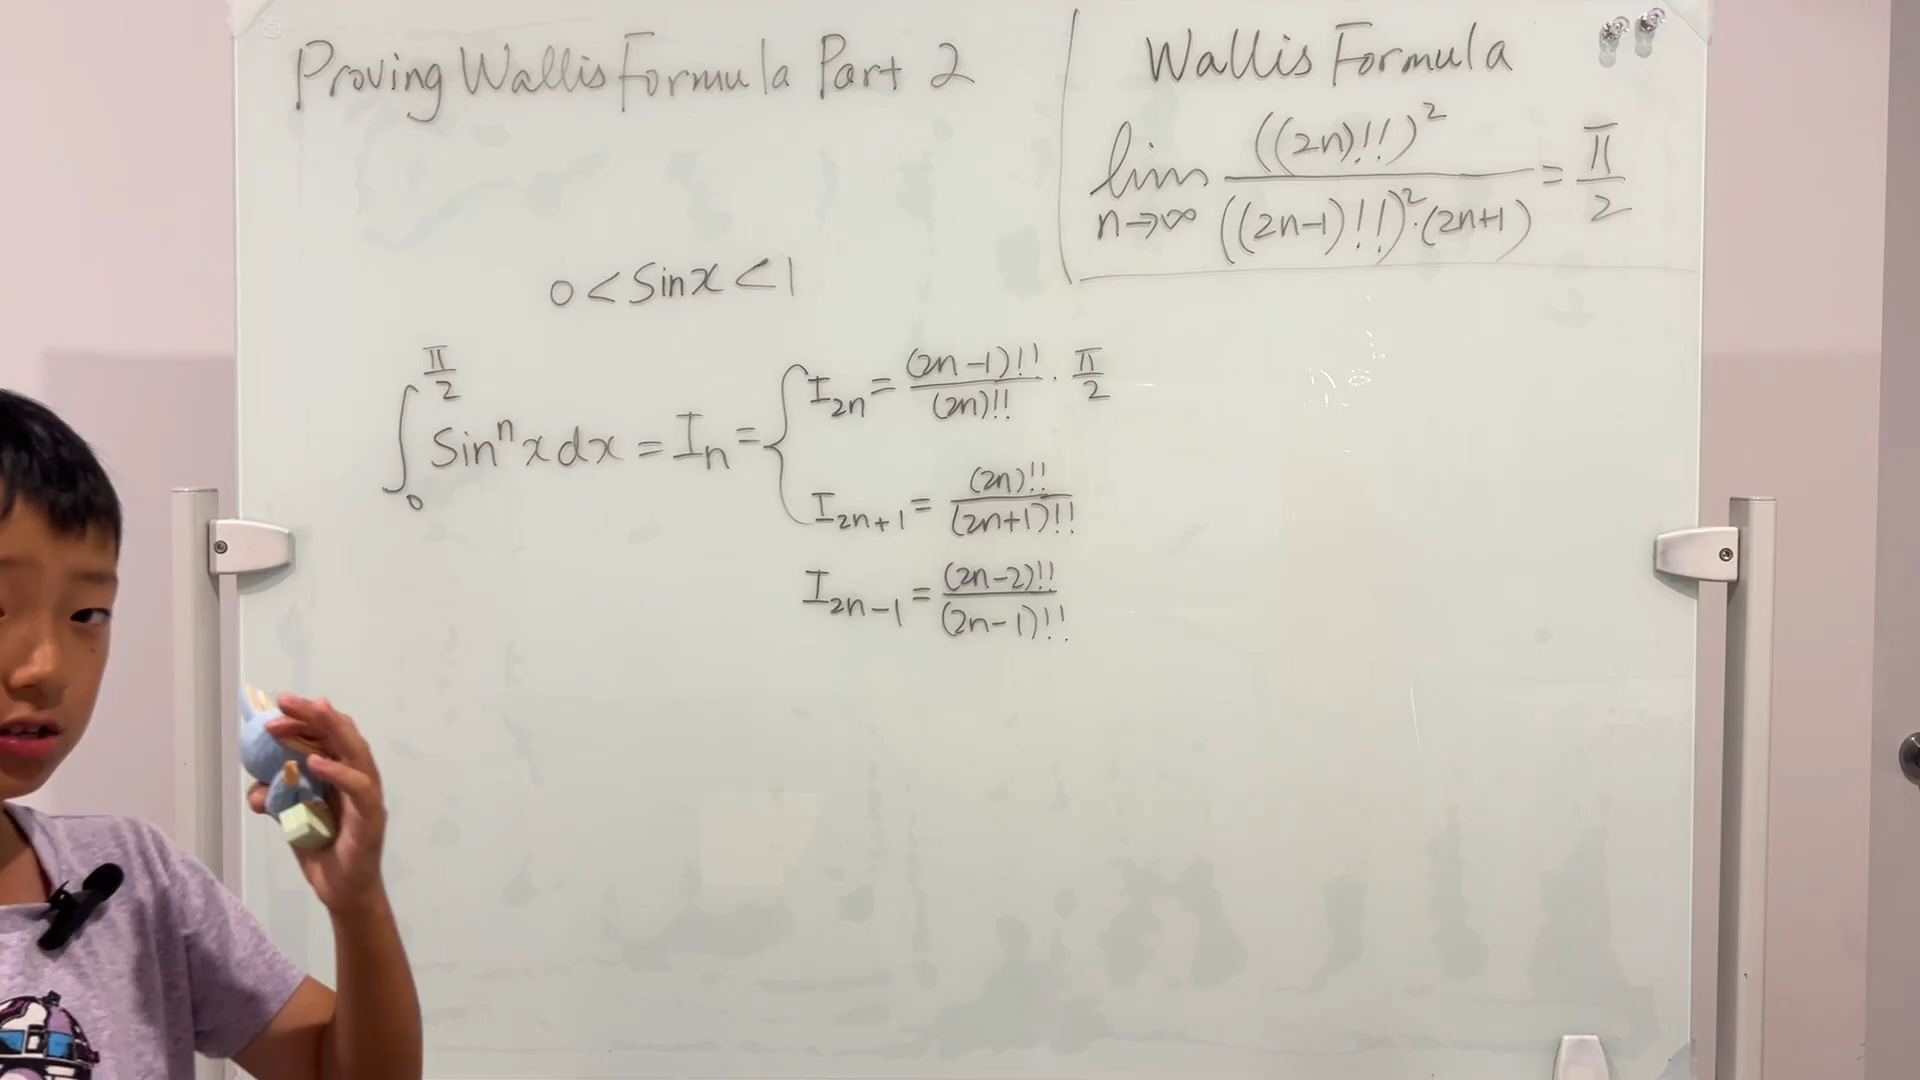 Proving Wallis Formula Part 2
Wallis Formula
lim n→∞ ((2n)!!)² / ((2n-1)!!)²·(2n+1) = π/2
0 < Sinx < 1
∫₀^(π/2) Sinⁿx dx = Iₙ = { I₂ₙ = (2n-1)!!/(2n)!! · π/2
I₂ₙ₊₁ = (2n)!!/(2n+1)!!
I₂ₙ₋₁ = (2n-2)!!/(2n-1)!!